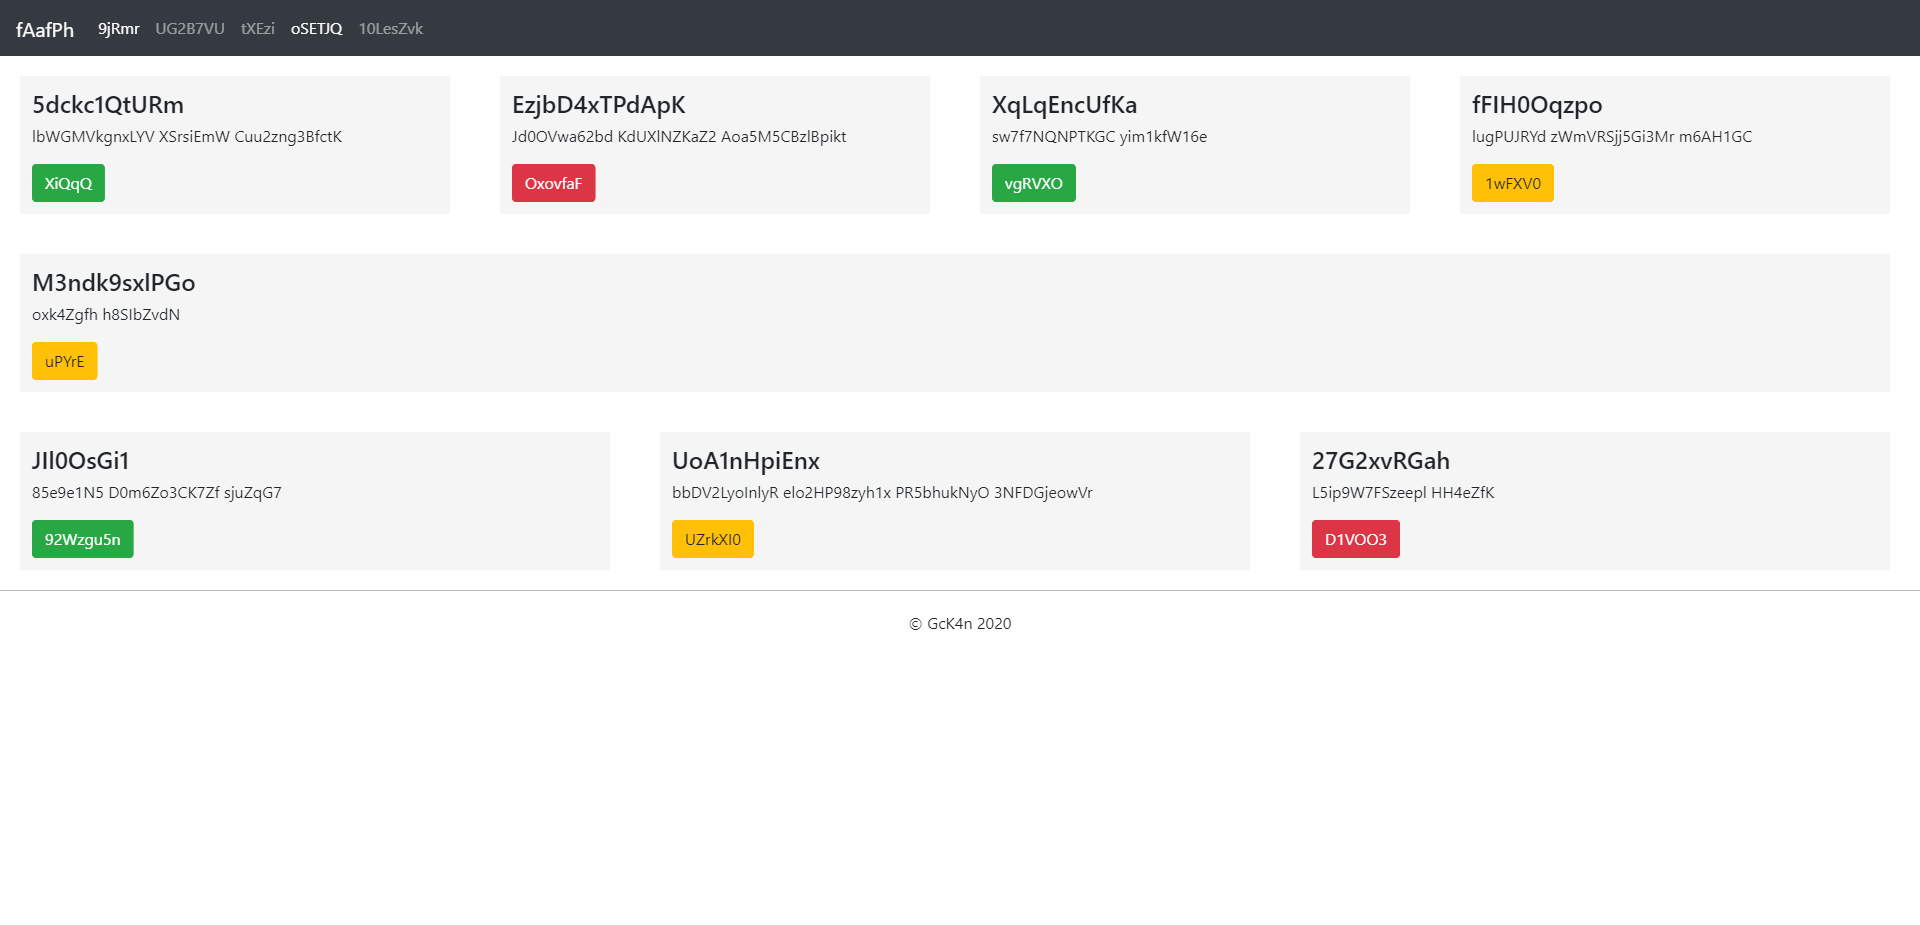 fAafPh 9jRmr UG2B7VU tXEzi oSETJQ 10LesZvk
5dckc1QtURm
lbWGMVkgnxLYV XSrsiEmW Cuu2zng3BfctK
XiQqQ
EzjbD4xTPdApK
Jd0OVwa62bd KdUXlNZKaZ2 Aoa5M5CBzlBpikt
OxovfaF
XqLqEncUfKa
sw7f7NQNPTKGC yim1kfW16e
vgRVXO
fFIH0Oqzpo
lugPUJRYd zWmVRSjj5Gi3Mr m6AH1GC
1wFXV0
M3ndk9sxlPGo
oxk4Zgfh h8SIbZvdN
uPYrE
JIl0OsGi1
85e9e1N5 D0m6Zo3CK7Zf sjuZqG7
92Wzgu5n
UoA1nHpiEnx
bbDV2LyoInlyR elo2HP98zyh1x PR5bhukNyO 3NFDGjeowVr
UZrkXI0
27G2xvRGah
L5ip9W7FSzeepl HH4eZfK
D1VOO3
© GcK4n 2020